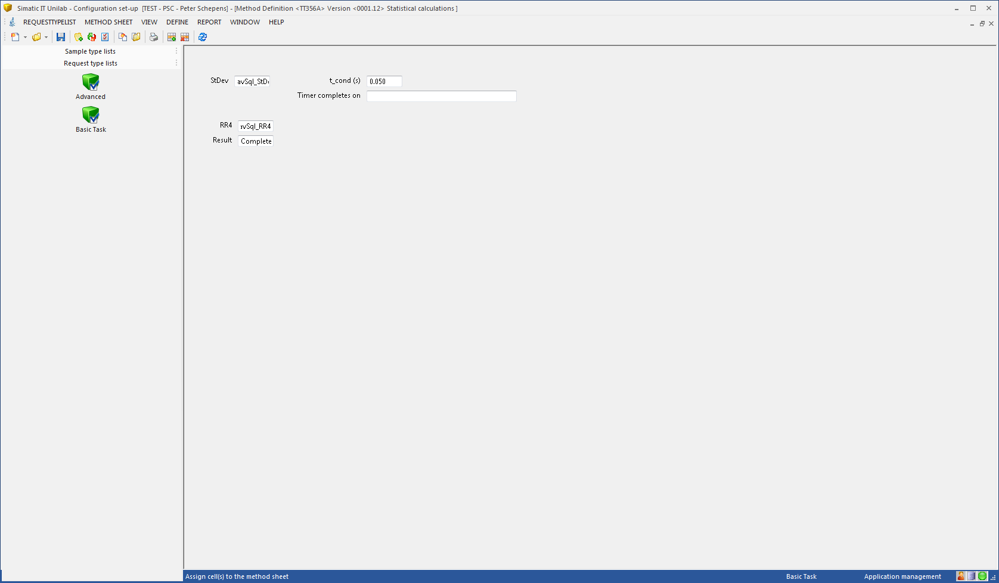 Simatic IT Unilab - Configuration set-up [TEST - PSC - Peter Schepens] - [Method Definition <TT356A> Version <0001.12> Statistical calculations ]
REQUESTTYPELIST METHOD SHEET VIEW DEFINE REPORT WINDOW HELP
Sample type lists
Request type lists
Advanced
Basic Task
StDev avSql_StD t_cond (s) 0.050
Timer completes on
RR4 avSql_RR4
Result Complete
Assign cell(s) to the method sheet Basic Task Application management